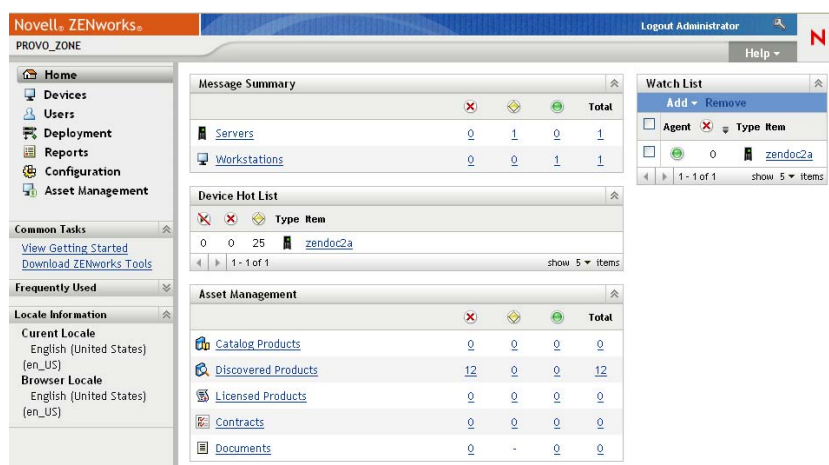 Novell® ZENworks®
Logout Administrator
N
PROVO_ZONE
Help
Home
Devices
Users
Deployment
Reports
Configuration
Asset Management
Common Tasks
View Getting Started
Download ZENworks Tools
Frequently Used
Locale Information
Curent Locale
English (United States)
(en_US)
Browser Locale
English (United States)
(en_US)
Message Summary
Total
Servers 0 1 0 1
Workstations 0 0 1 1
Device Hot List
Type Item
0 0 25 zendoc2a
1 - 1 of 1 show 5 items
Asset Management
Total
Catalog Products 0 0 0 0
Discovered Products 12 0 0 12
Licensed Products 0 0 0 0
Contracts 0 0 0 0
Documents 0 - 0 0
Watch List
Add Remove
Agent Type Item
0 zendoc2a
1 - 1 of 1 show 5 items